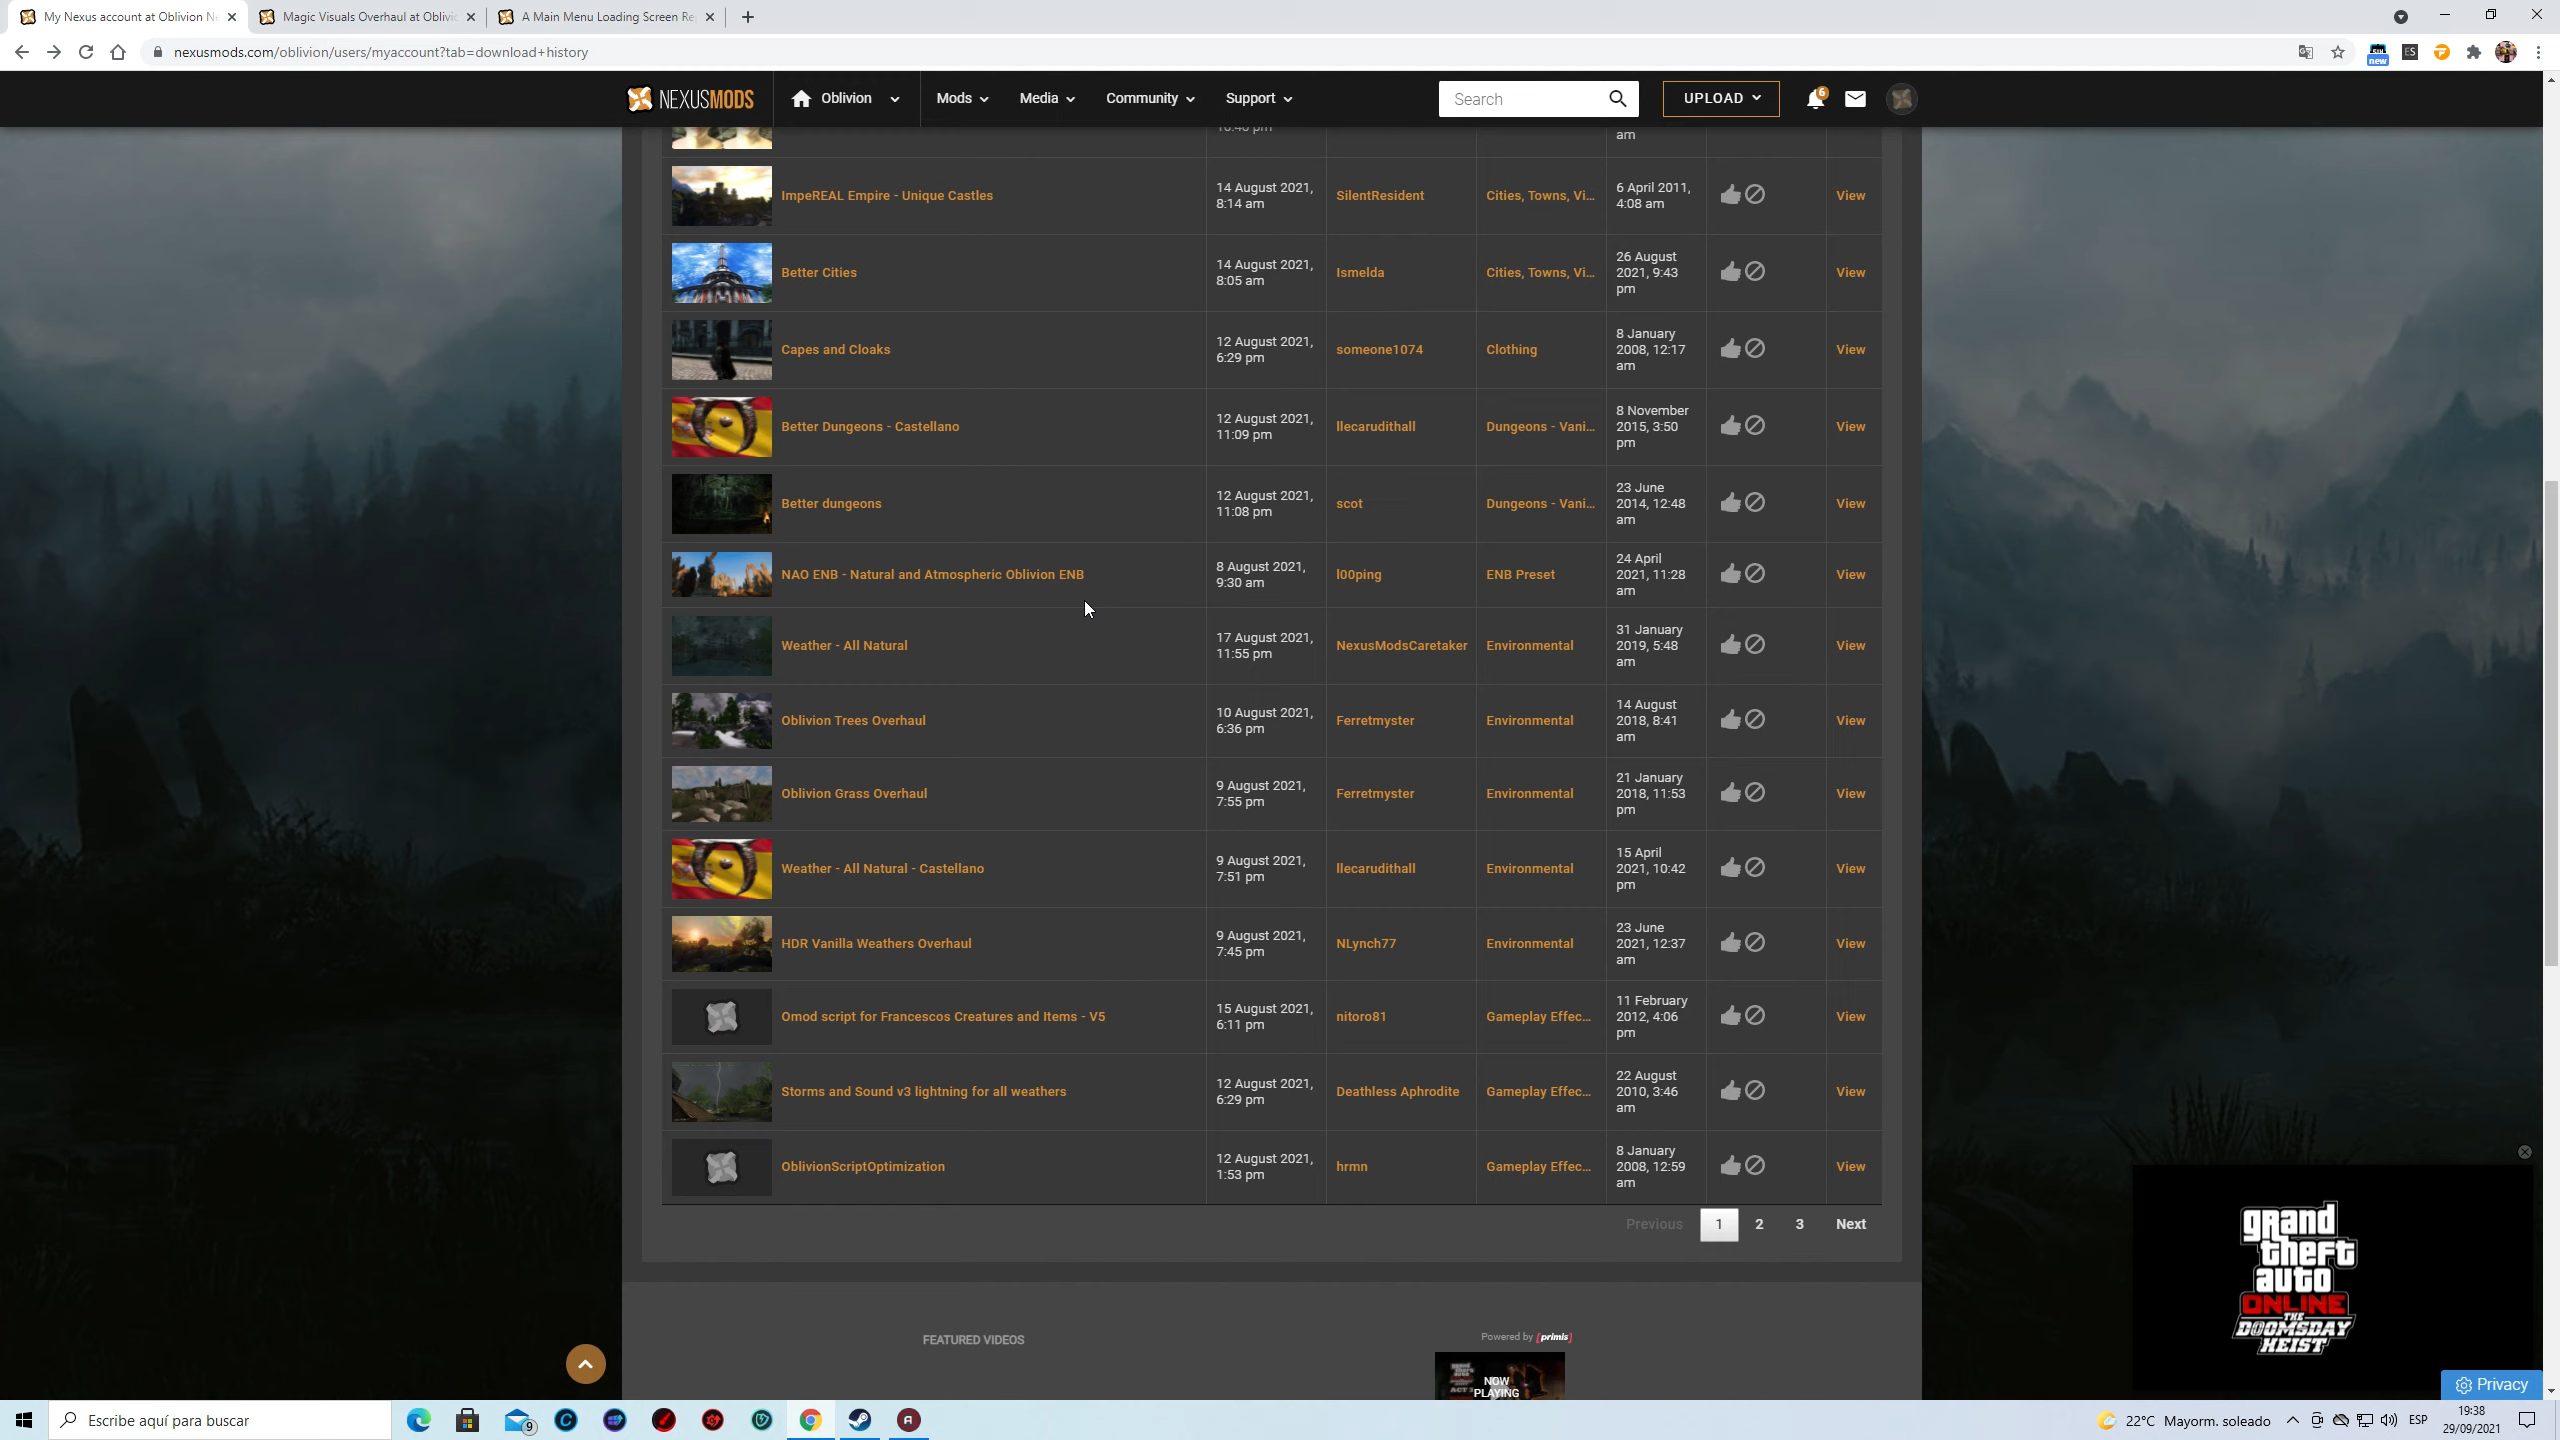 My Nexus account at Oblivion Ne
Magic Visuals Overhaul at Oblivio
A Main Menu Loading Screen Re
nexusmods.com/oblivion/users/myaccount?tab=download+history
ES
new
NEXUSMODS
Oblivion
Mods
Media
Community
Support
Search
UPLOAD
6
am
ImpeREAL Empire - Unique Castles
14 August 2021,
8:14 am
SilentResident
Cities, Towns, Vi...
6 April 2011,
4:08 am
View
Better Cities
14 August 2021,
8:05 am
Ismelda
Cities, Towns, Vi...
26 August
2021, 9:43
pm
View
Capes and Cloaks
12 August 2021,
6:29 pm
someone1074
Clothing
8 January
2008, 12:17
am
View
Better Dungeons - Castellano
12 August 2021,
11:09 pm
llecarudithall
Dungeons - Vani...
8 November
2015, 3:50
pm
View
Better dungeons
12 August 2021,
11:08 pm
scot
Dungeons - Vani...
23 June
2014, 12:48
am
View
NAO ENB - Natural and Atmospheric Oblivion ENB
8 August 2021,
9:30 am
l00ping
ENB Preset
24 April
2021, 11:28
am
View
Weather - All Natural
17 August 2021,
11:55 pm
NexusModsCaretaker
Environmental
31 January
2019, 5:48
am
View
Oblivion Trees Overhaul
10 August 2021,
6:36 pm
Ferretmyster
Environmental
14 August
2018, 8:41
am
View
Oblivion Grass Overhaul
9 August 2021,
7:55 pm
Ferretmyster
Environmental
21 January
2018, 11:53
pm
View
Weather - All Natural - Castellano
9 August 2021,
7:51 pm
llecarudithall
Environmental
15 April
2021, 10:42
pm
View
HDR Vanilla Weathers Overhaul
9 August 2021,
7:45 pm
NLynch77
Environmental
23 June
2021, 12:37
am
View
Omod script for Francescos Creatures and Items - V5
15 August 2021,
6:11 pm
nitoro81
Gameplay Effec...
11 February
2012, 4:06
pm
View
Storms and Sound v3 lightning for all weathers
12 August 2021,
6:29 pm
Deathless Aphrodite
Gameplay Effec...
22 August
2010, 3:46
am
View
OblivionScriptOptimization
12 August 2021,
1:53 pm
hrmn
Gameplay Effec...
8 January
2008, 12:59
am
View
Previous
1
2
3
Next
grand
theft
auto
ONLINE
THE
DOOMSDAY
HEIST
FEATURED VIDEOS
Powered by [primis]
NOW
PLAYING
Privacy
Escribe aquí para buscar
9
22°C Mayorm. soleado
ESP
19:38
29/09/2021